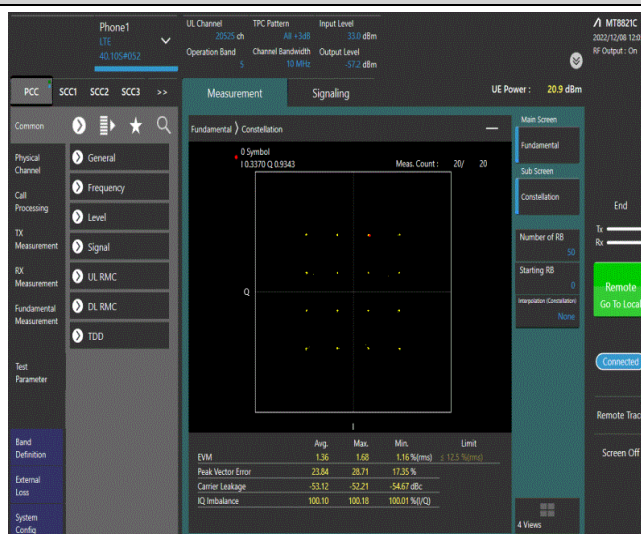 Phone1
LTE
40.10S#052
UL Channel
20525 ch
TPC Pattern
All +3dB
Input Level
33.0 dBm
Operation Band
5
Channel Bandwidth
10 MHz
Output Level
-57.2 dBm
MT8821C
2022/12/08 12:0
RF Output : On
PCC SCC1 SCC2 SCC3 >>
Measurement
Signaling
UE Power : 20.9 dBm
Common
Physical
Channel
Call
Processing
TX
Measurement
RX
Measurement
Fundamental
Measurement
Test
Parameter
Band
Definition
External
Loss
System
Config
General
Frequency
Level
Signal
UL RMC
DL RMC
TDD
Fundamental > Constellation
0 Symbol
I 0.3370 Q 0.9343
Meas. Count : 20/ 20
Q
I
Avg. Max. Min. Limit
EVM 1.36 1.68 1.16 %(rms) ≤ 12.5 %(rms)
Peak Vector Error 23.84 28.71 17.35 %
Carrier Leakage -53.12 -52.21 -54.67 dBc
IQ Imbalance 100.10 100.18 100.01 %(I/Q)
Main Screen
Fundamental
Sub Screen
Constellation
Number of RB
50
Starting RB
0
Interpolation (Constellation)
None
4 Views
End
Tx
Rx
Remote
Go To Local
Connected
Remote Trac
Screen Off